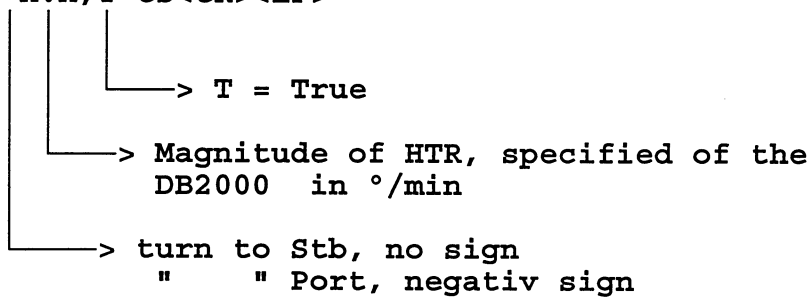 > T = True
> Magnitude of HTR, specified of the
DB2000 in °/min
> turn to Stb, no sign
" " Port, negativ sign